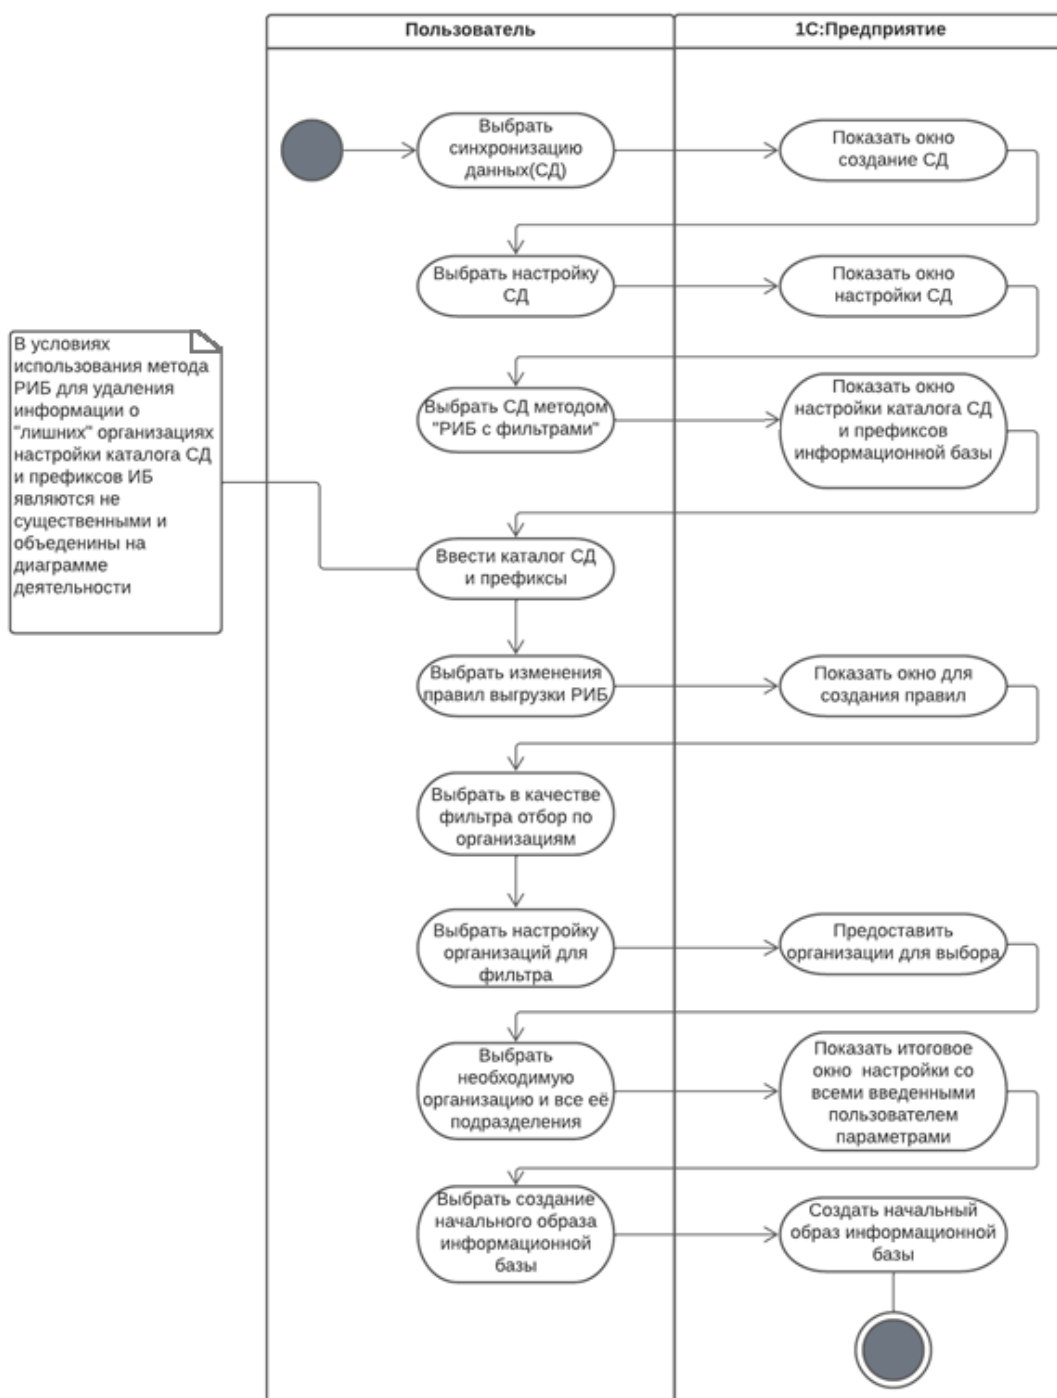 Пользователь
1С:Предприятие
Выбрать
синхронизацию
данных(СД)
Показать окно
создание СД
Выбрать настройку
СД
Показать окно
настройки СД
В условиях
использования метода
РИБ для удаления
информации о
"лишних" организациях
настройки каталога СД
и префиксов ИБ
являются не
существенными и
объеденины на
диаграмме
деятельности
Выбрать СД методом
"РИБ с фильтрами"
Показать окно
настройки каталога СД
и префиксов
информационной базы
Ввести каталог СД
и префиксы
Выбрать изменения
правил выгрузки РИБ
Показать окно для
создания правил
Выбрать в качестве
фильтра отбор по
организациям
Выбрать настройку
организаций для
фильтра
Предоставить
организации для выбора
Выбрать
необходимую
организацию и все её
подразделения
Показать итоговое
окно настройки со
всеми введенными
пользователем
параметрами
Выбрать создание
начального образа
информационной
базы
Создать начальный
образ информационной
базы